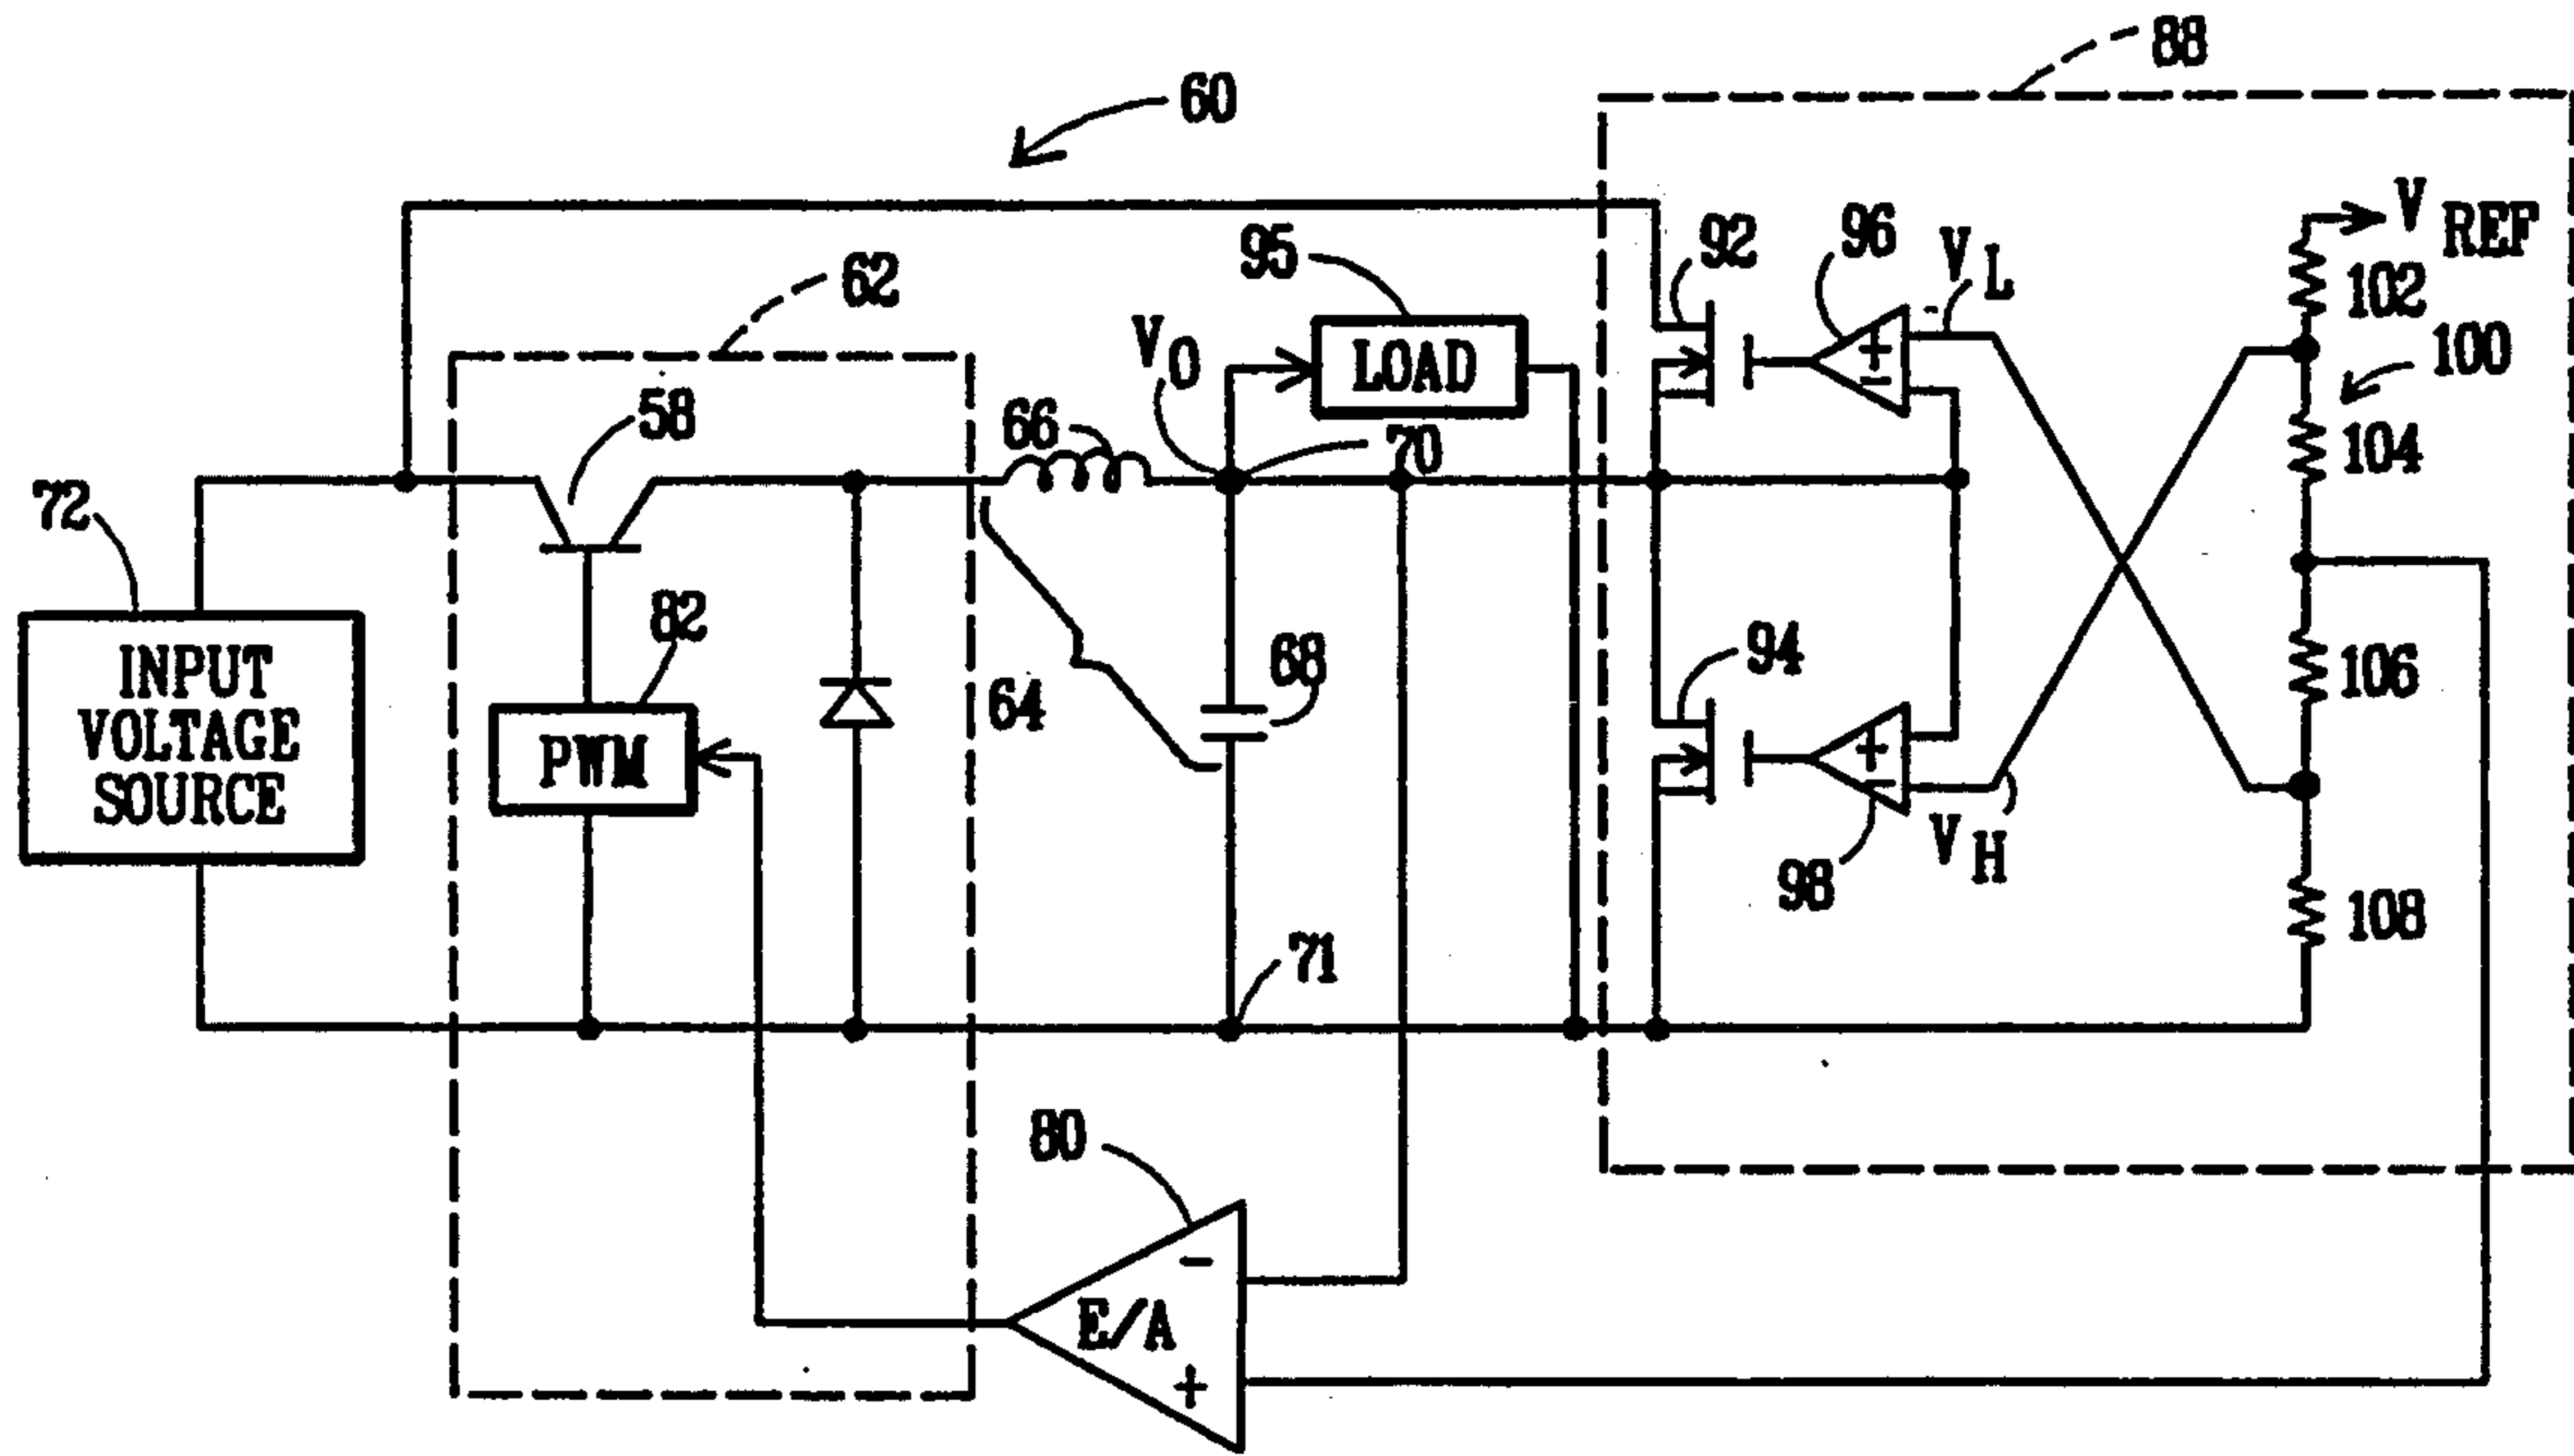 88
60
V REF
92
96
V L
95
102
62
V O
LOAD
+
-
100
58
66
70
104
72
INPUT
VOLTAGE
SOURCE
82
PWM
64
68
94
106
+
-
V H
98
108
71
80
-
E/A
+